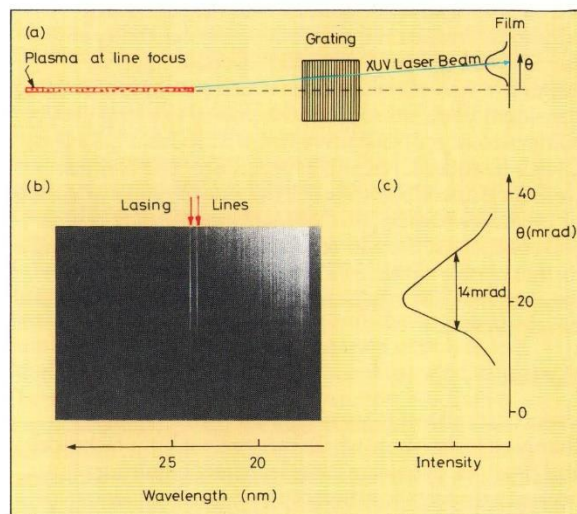 (a)
Plasma at line focus
Grating
Film
XUV Laser Beam
θ
(b)
Lasing Lines
25 20
Wavelength (nm)
(c)
40
θ(mrad)
14mrad
20
0
Intensity